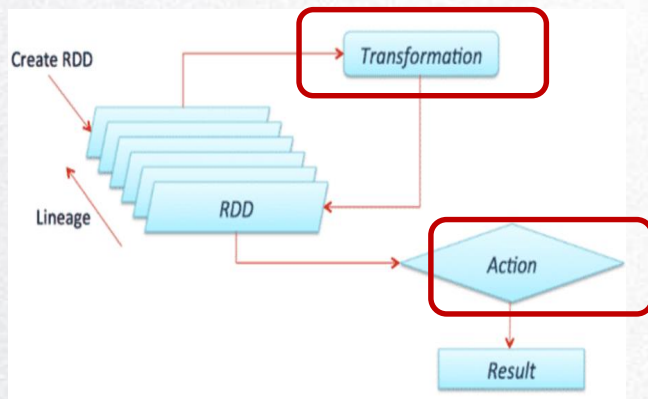 Transformation
Create RDD
RDD
Lineage
Action
Result